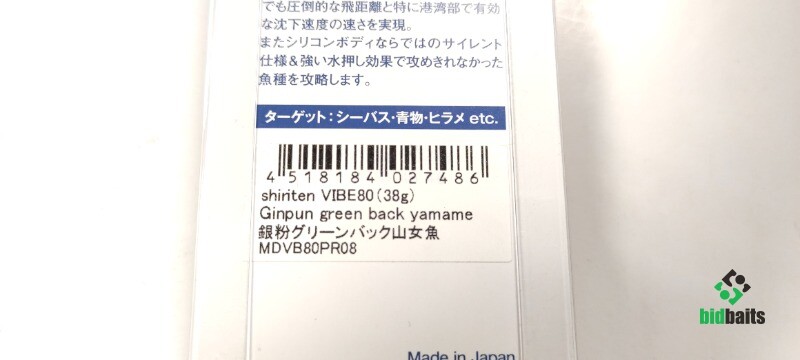 でも圧倒的な飛距離と特に港湾部で有効
な沈下速度の速さを実現。
またシリコンボディならではのサイレント
仕様＆強い水押し効果で攻めきれなかった
魚種を攻略します。
ターゲット：シーバス・青物・ヒラメ etc.
4 518184 027486
shiriten VIBE80(38g)
Ginpun green back yamame
銀粉グリーンバック山女魚
MDVB80PR08
Made in Japan
bidbaits